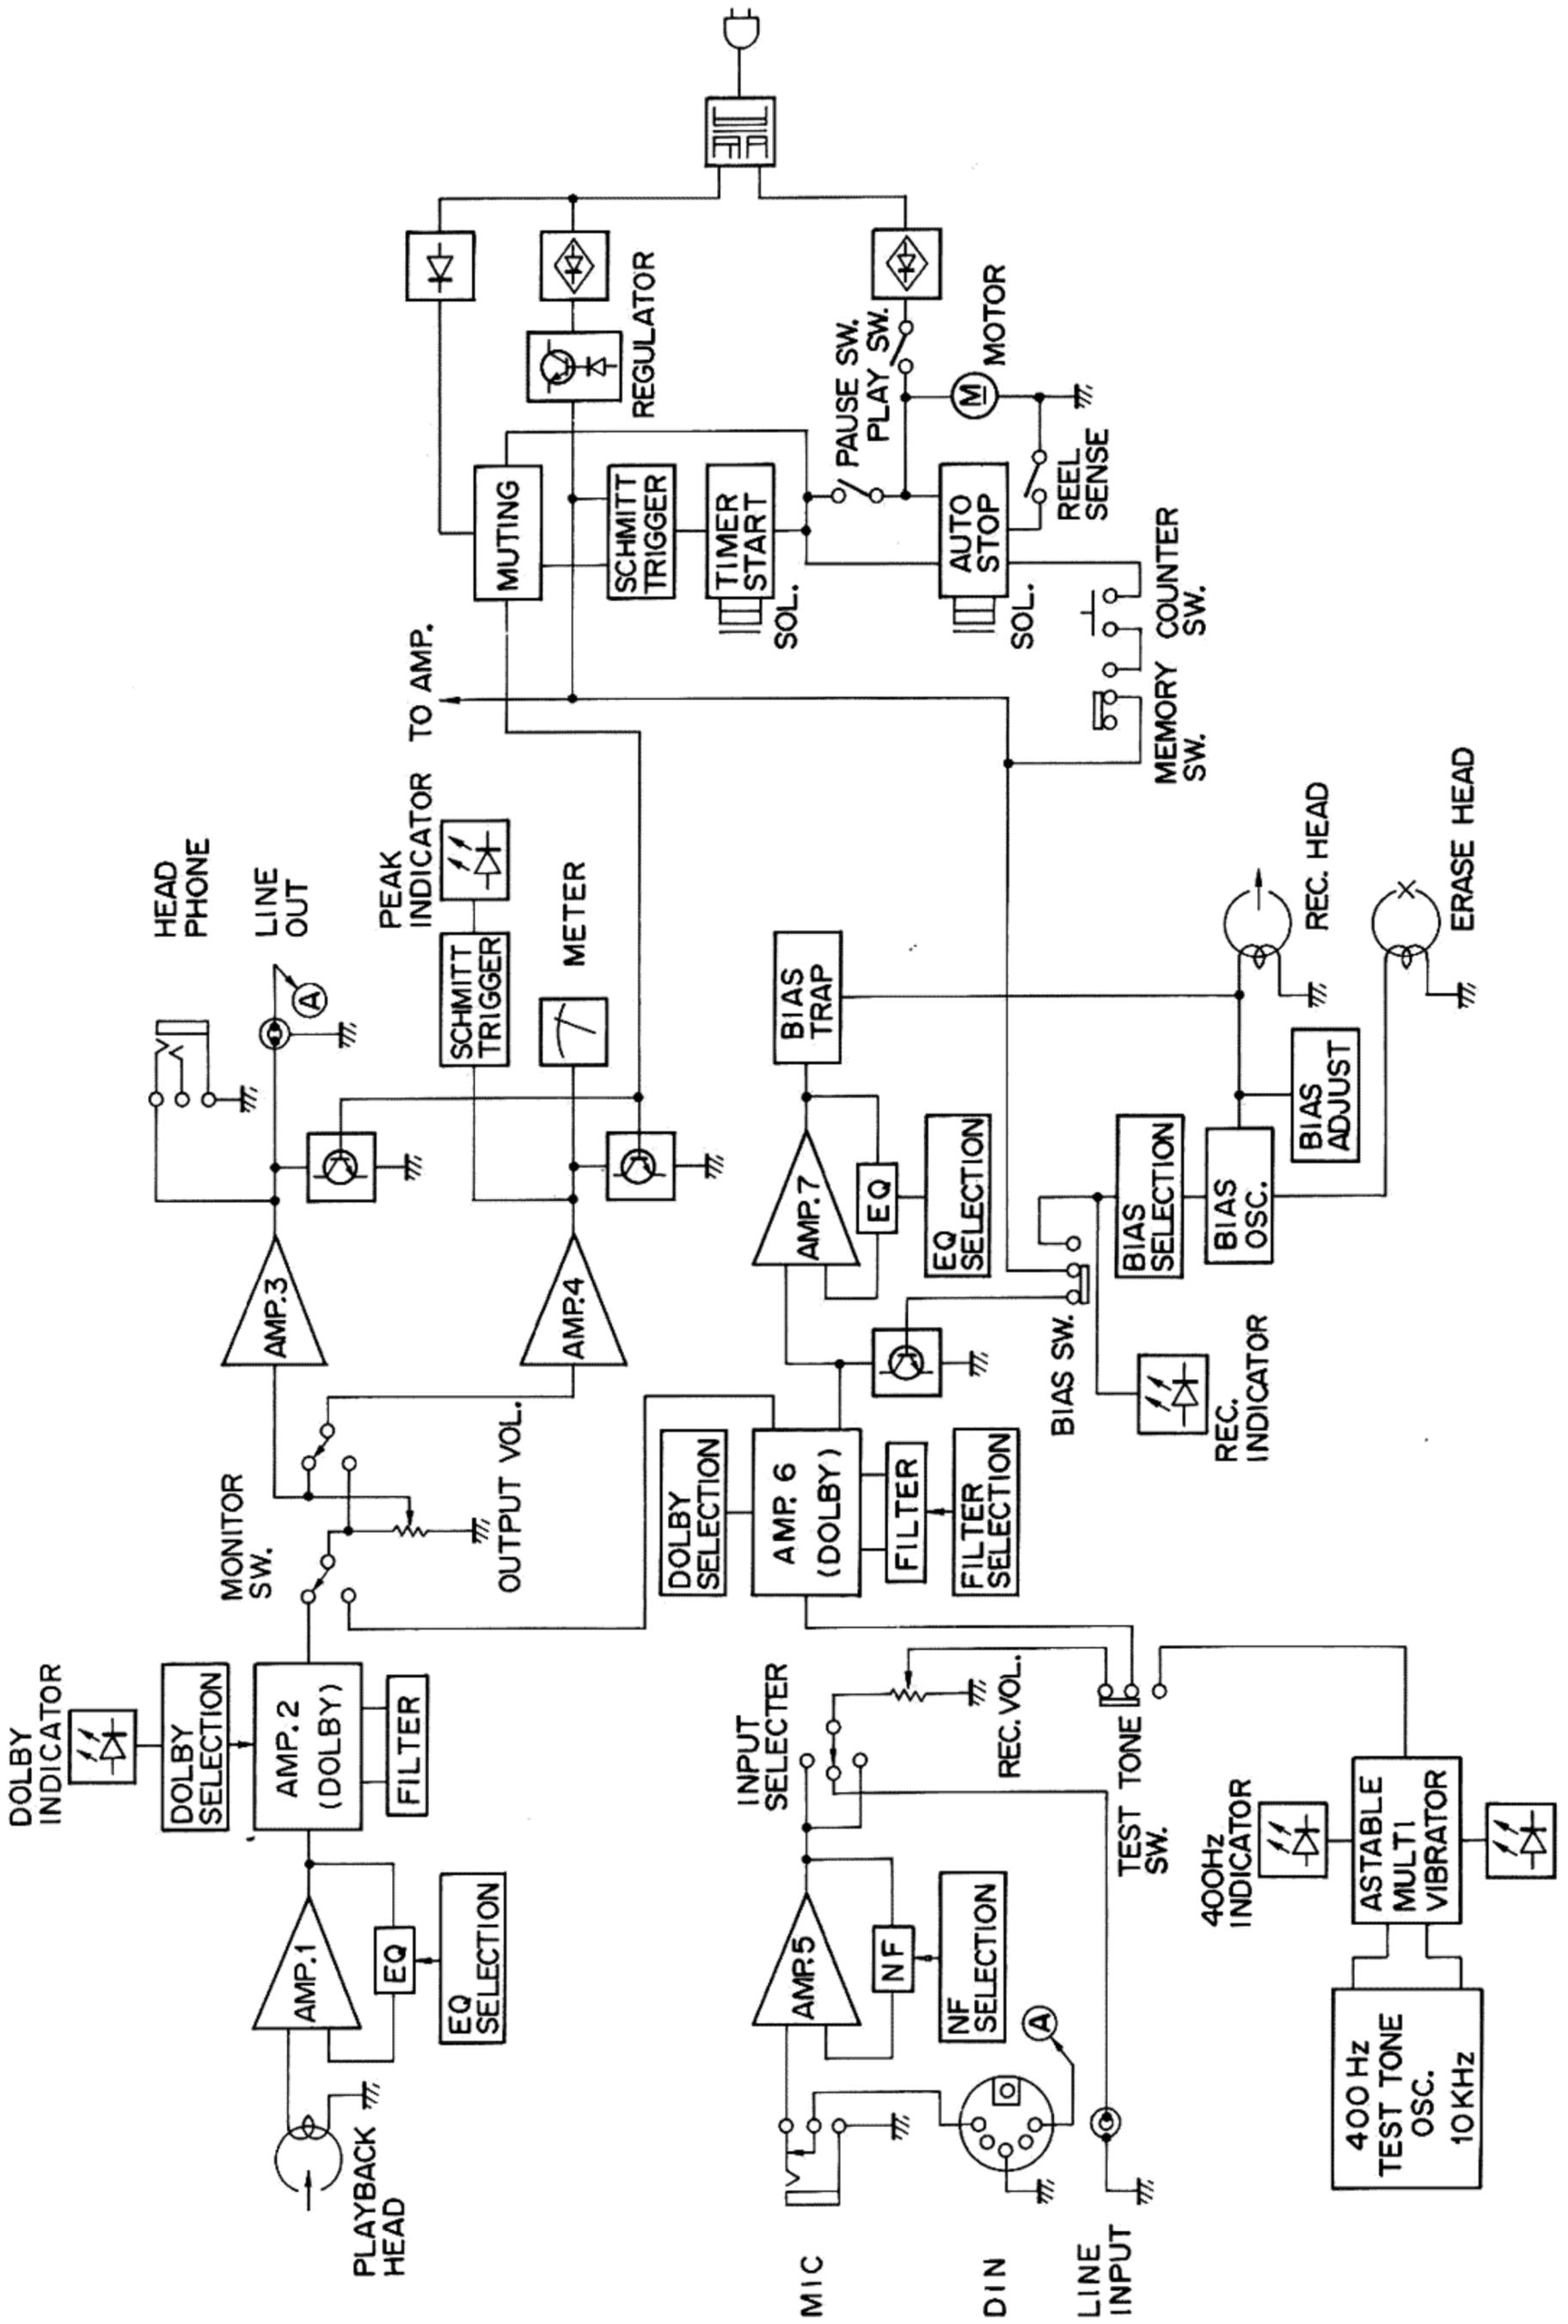 DOLBY
INDICATOR
DOLBY
SELECTION
AMP. 2
(DOLBY)
FILTER
AMP.1
EQ
EQ
SELECTION
PLAYBACK
HEAD
MONITOR
SW.
OUTPUT VOL.
AMP.3
AMP.4
HEAD
PHONE
LINE
OUT
A
PEAK
INDICATOR
SCHMITT
TRIGGER
METER
TO AMP.
MUTING
REGULATOR
SCHMITT
TRIGGER
TIMER
START
SOL.
PAUSE SW.
PLAY SW.
M
MOTOR
AUTO
STOP
SOL.
REEL
SENSE
COUNTER
SW.
MEMORY
SW.
MIC
DIN
LINE
INPUT
A
AMP.5
NF
NF
SELECTION
INPUT
SELECTER
REC. VOL.
TEST TONE
SW.
DOLBY
SELECTION
AMP. 6
(DOLBY)
FILTER
FILTER
SELECTION
AMP. 7
EQ
EQ
SELECTION
BIAS
TRAP
BIAS SW.
REC.
INDICATOR
BIAS
SELECTION
BIAS
OSC.
BIAS
ADJUST
REC. HEAD
ERASE HEAD
400Hz
INDICATOR
ASTABLE
MULTI
VIBRATOR
400 Hz
TEST TONE
OSC.
10KHz